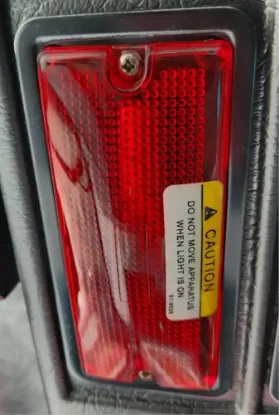 ⚠ CAUTION
DO NOT MOVE APPARATUS
WHEN LIGHT IS ON